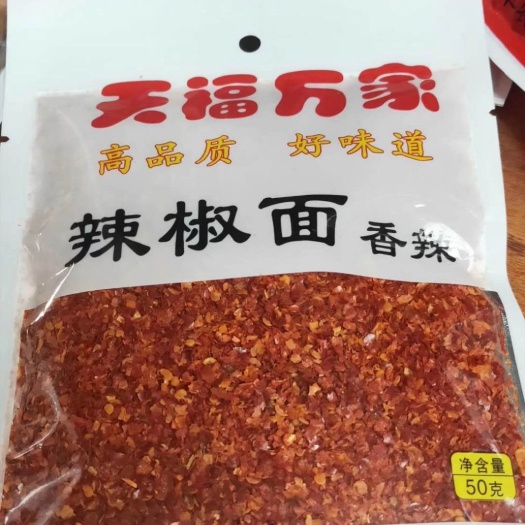 天福万家
高品质 好味道
辣椒面 香辣
净含量
50克